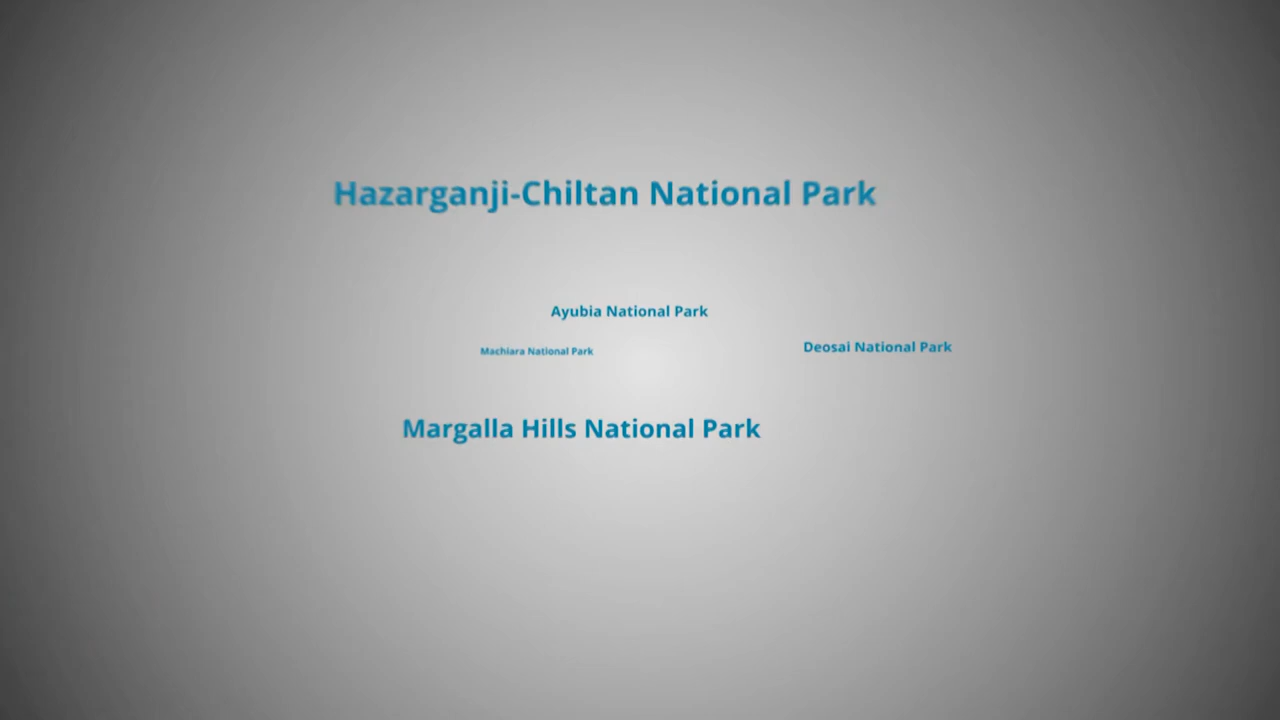 Hazarganji-Chiltan National Park
Ayubia National Park
Machiara National Park
Deosai National Park
Margalla Hills National Park